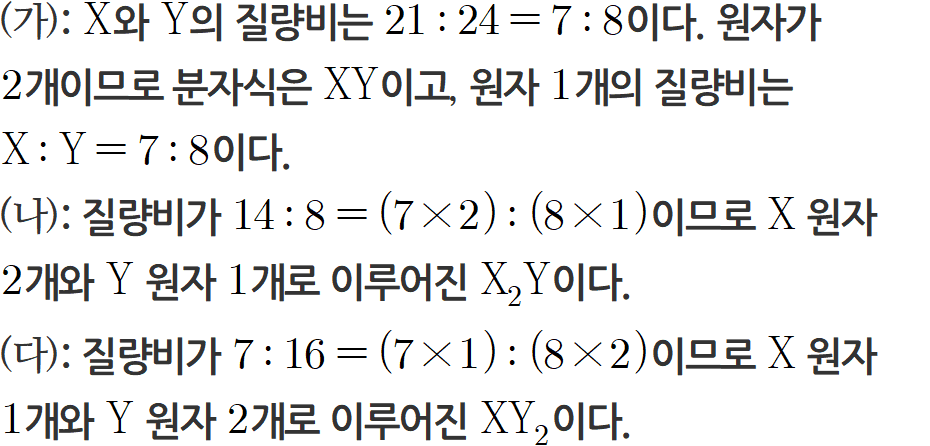 (가): X와 Y의 질량비는 21 : 24 = 7 : 8이다. 원자가
2개이므로 분자식은 XY이고, 원자 1개의 질량비는
X : Y = 7 : 8이다.
(나): 질량비가 14 : 8 = (7×2) : (8×1)이므로 X 원자
2개와 Y 원자 1개로 이루어진 X₂Y이다.
(다): 질량비가 7 : 16 = (7×1) : (8×2)이므로 X 원자
1개와 Y 원자 2개로 이루어진 XY₂이다.